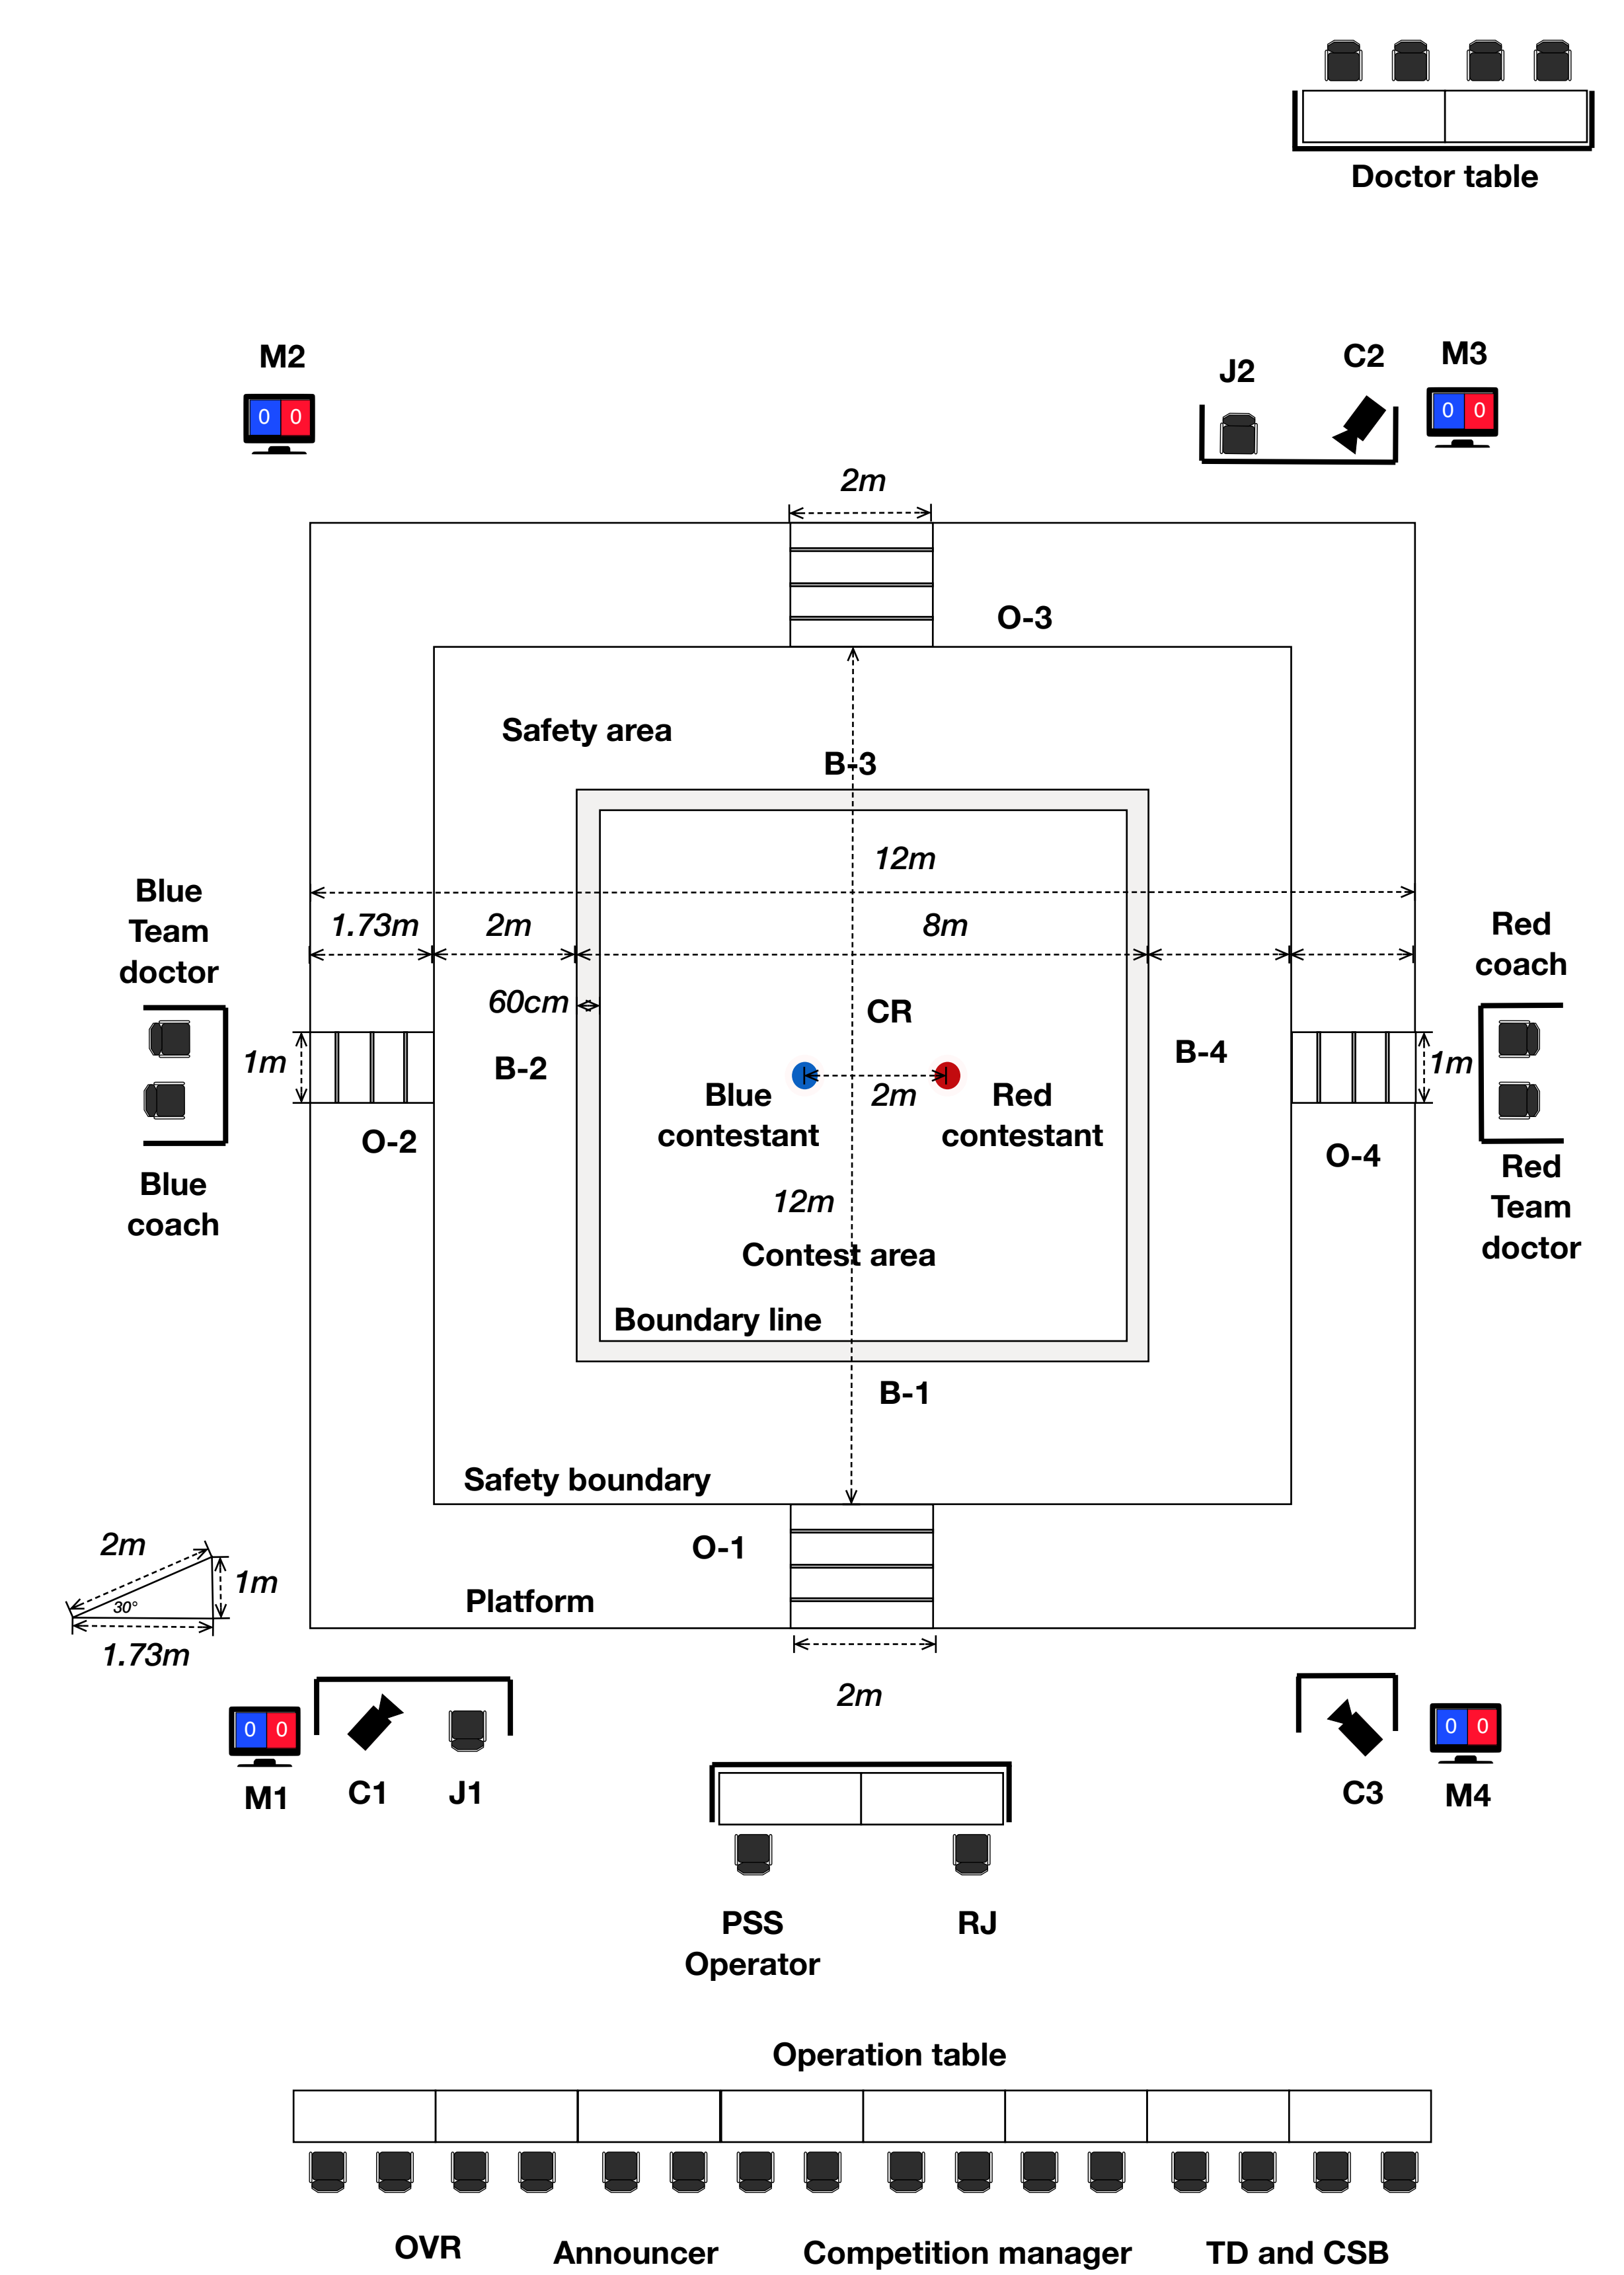 Doctor table
M2
J2
C2
M3
0 0
0 0
2m
O-3
Safety area
B-3
12m
Blue
Team
doctor
1.73m
2m
8m
Red
coach
60cm
CR
1m
B-2
B-4
1m
Blue
contestant
2m
Red
contestant
O-2
O-4
Blue
coach
12m
Red
Team
doctor
Contest area
Boundary line
B-1
Safety boundary
O-1
2m
1m
30°
1.73m
Platform
2m
0 0
0 0
M1
C1
J1
C3
M4
PSS
Operator
RJ
Operation table
OVR
Announcer
Competition manager
TD and CSB